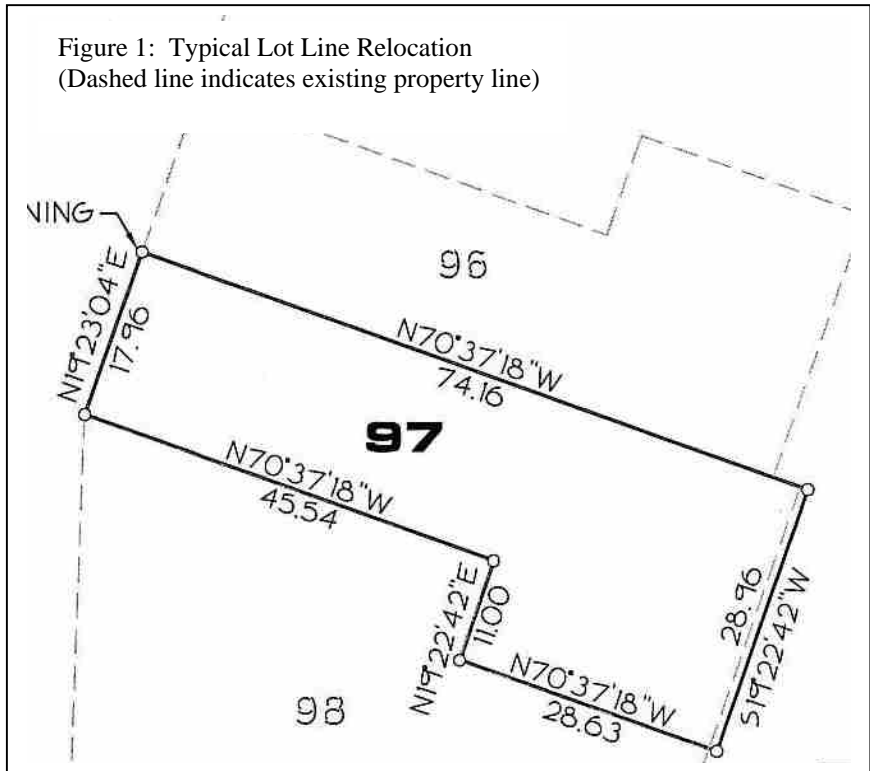 Figure 1: Typical Lot Line Relocation
(Dashed line indicates existing property line)
NING
96
N19°23'04"E
17.96
N70°37'18"W
74.16
97
N70°37'18"W
45.54
N19°22'42"E
11.00
28.96
S19°22'42"W
N70°37'18"W
28.63
98